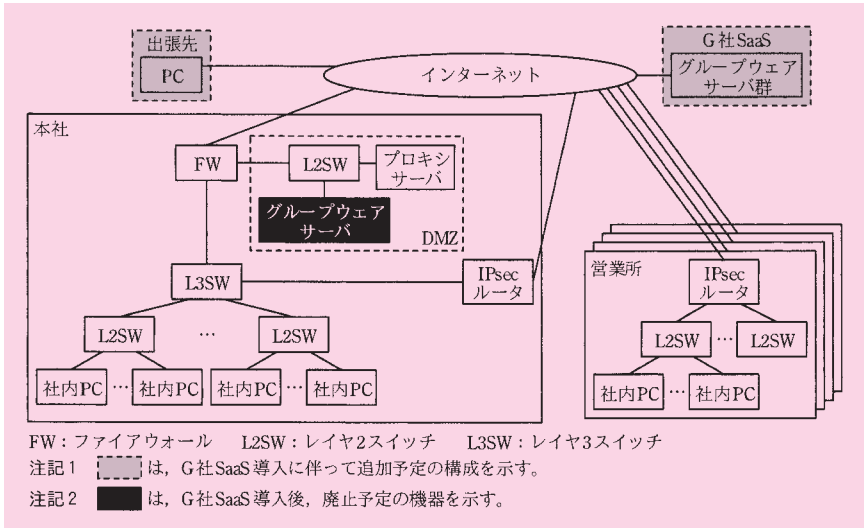 出張先
PC
インターネット
G社SaaS
グループウェア
サーバ群
本社
FW
L2SW
プロキシ
サーバ
グループウェア
サーバ
DMZ
L3SW
IPsec
ルータ
L2SW
…
L2SW
社内PC
…
社内PC
社内PC
…
社内PC
営業所
IPsec
ルータ
L2SW
…
L2SW
社内PC
…
社内PC
FW:ファイアウォール L2SW:レイヤ2スイッチ L3SW:レイヤ3スイッチ
注記1 は,G社SaaS導入に伴って追加予定の構成を示す。
注記2 は,G社SaaS導入後,廃止予定の機器を示す。